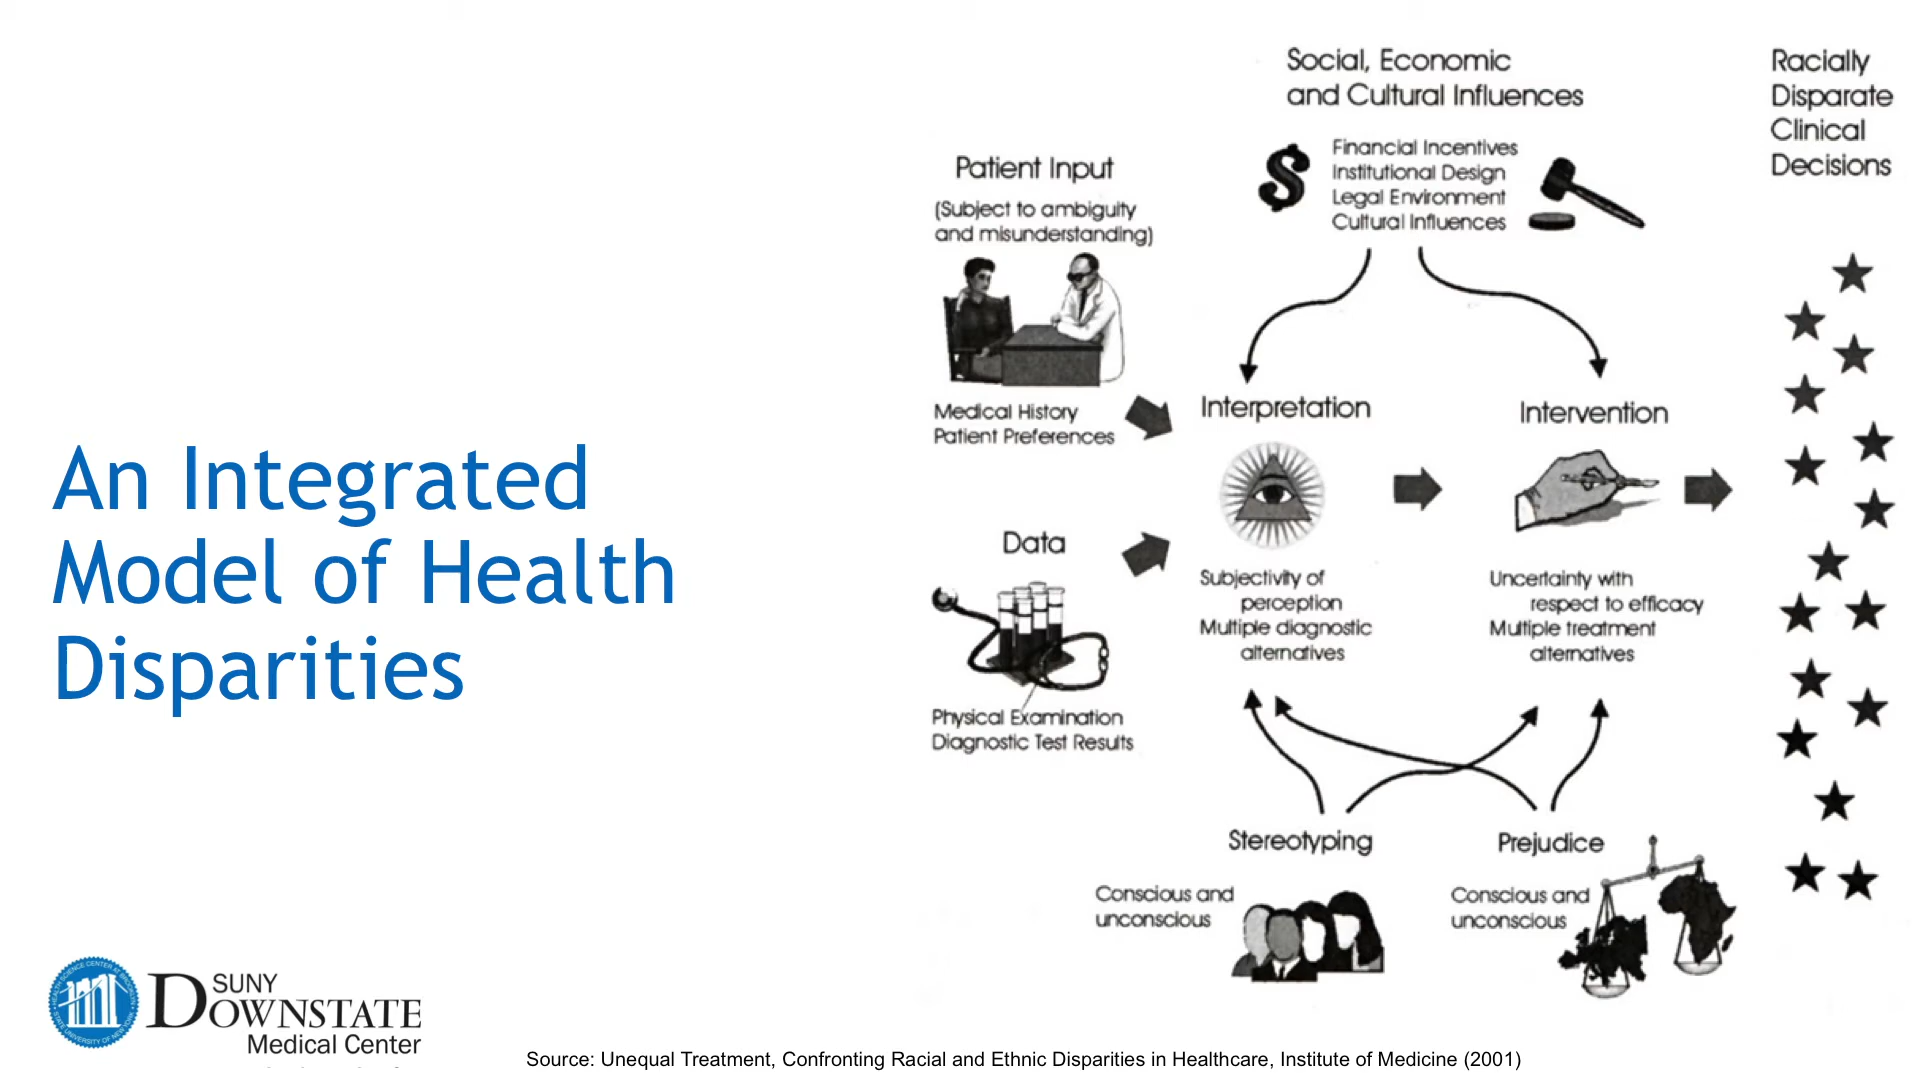 An Integrated
Model of Health
Disparities
Social, Economic
and Cultural Influences
Financial Incentives
Institutional Design
Legal Environment
Cultural Influences
Racially
Disparate
Clinical
Decisions
Patient Input
(Subject to ambiguity
and misunderstanding)
Medical History
Patient Preferences
Data
Physical Examination
Diagnostic Test Results
Interpretation
Subjectivity of
perception
Multiple diagnostic
alternatives
Intervention
Uncertainty with
respect to efficacy
Multiple treatment
alternatives
Stereotyping
Conscious and
unconscious
Prejudice
Conscious and
unconscious
SUNY
DOWNSTATE
Medical Center
Source: Unequal Treatment, Confronting Racial and Ethnic Disparities in Healthcare, Institute of Medicine (2001)